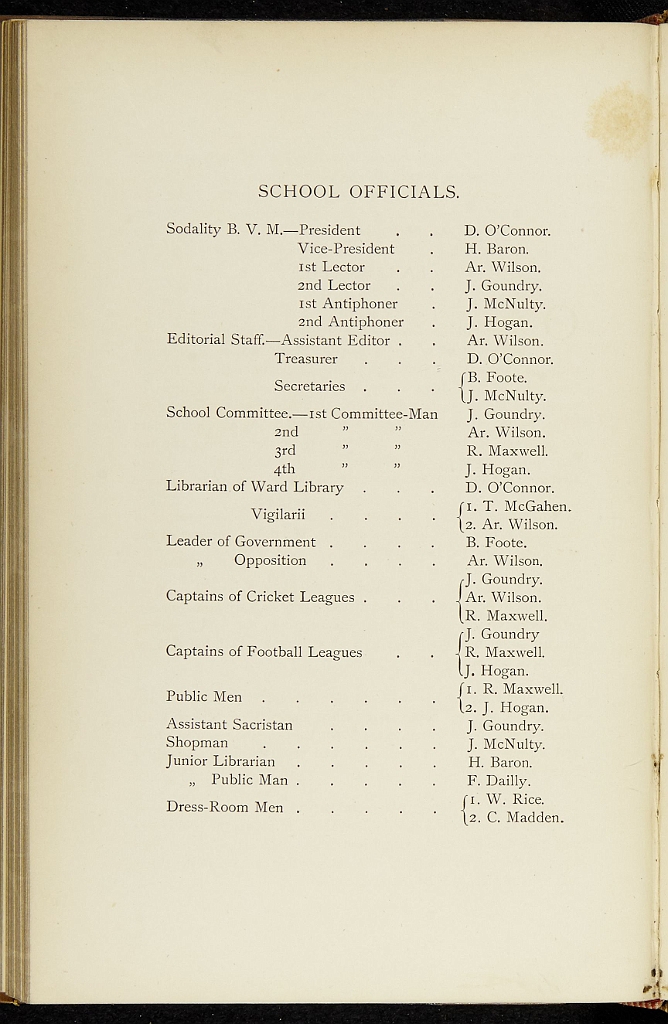 SCHOOL OFFICIALS.
Sodality B. V. M.—President . . D. O'Connor.
Vice-President . H. Baron.
1st Lector . . Ar. Wilson.
2nd Lector . . J. Goundry.
1st Antiphoner . J. McNulty.
2nd Antiphoner . J. Hogan.
Editorial Staff.—Assistant Editor . . Ar. Wilson.
Treasurer . . . D. O'Connor.
Secretaries . . . { B. Foote.
J. McNulty.
School Committee.—1st Committee-Man J. Goundry.
2nd " " Ar. Wilson.
3rd " " R. Maxwell.
4th " " J. Hogan.
Librarian of Ward Library . . . D. O'Connor.
Vigilarii . . . . { 1. T. McGahen.
2. Ar. Wilson.
Leader of Government . . . . B. Foote.
„ Opposition . . . . Ar. Wilson.
Captains of Cricket Leagues . . . { J. Goundry.
Ar. Wilson.
R. Maxwell.
Captains of Football Leagues . . { J. Goundry
R. Maxwell.
J. Hogan.
Public Men . . . . . . { 1. R. Maxwell.
2. J. Hogan.
Assistant Sacristan . . . . J. Goundry.
Shopman . . . . . . J. McNulty.
Junior Librarian . . . . . H. Baron.
„ Public Man . . . . . F. Dailly.
Dress-Room Men . . . . . { 1. W. Rice.
2. C. Madden.